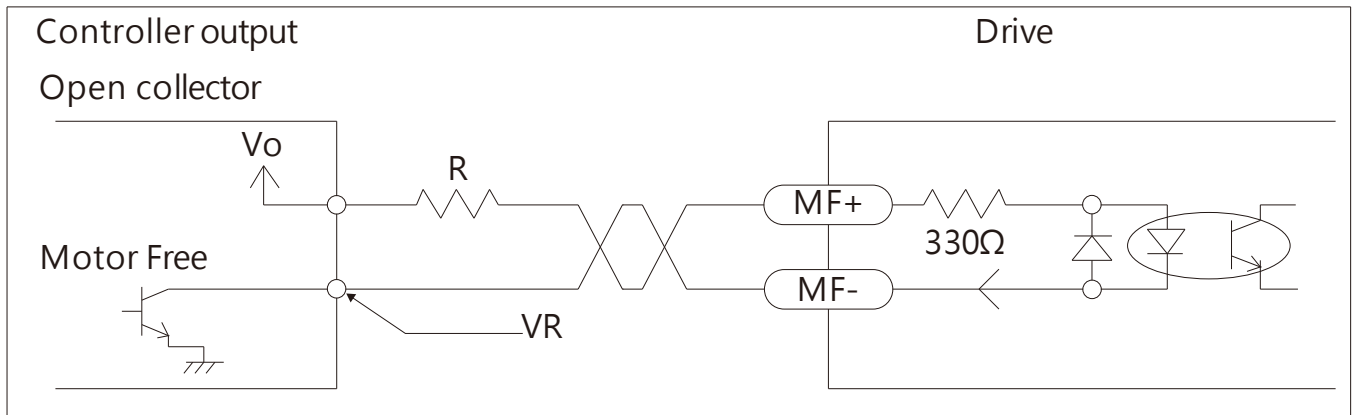 Controller output
Drive
Open collector
Vo
R
MF+
330Ω
Motor Free
MF-
VR